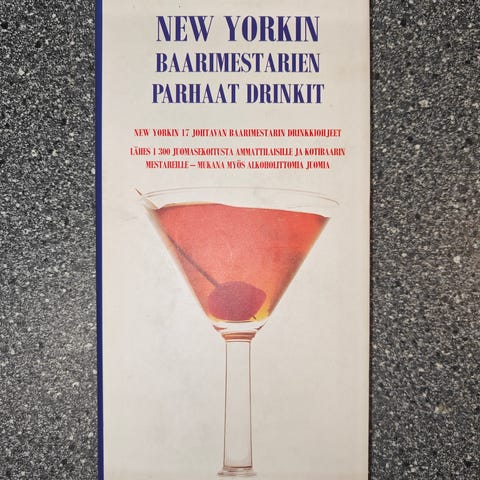 NEW YORKIN
BAARIMESTARIEN
PARHAAT DRINKIT
NEW YORKIN 17 JOHTAVAN BAARIMESTARIN DRINKKIOHJEET
LÄHES 1 300 JUOMASEKOITUSTA AMMATTILAISILLE JA KOTIBAARIN
MESTAREILLE – MUKANA MYÖS ALKOHOLITTOMIA JUOMIA